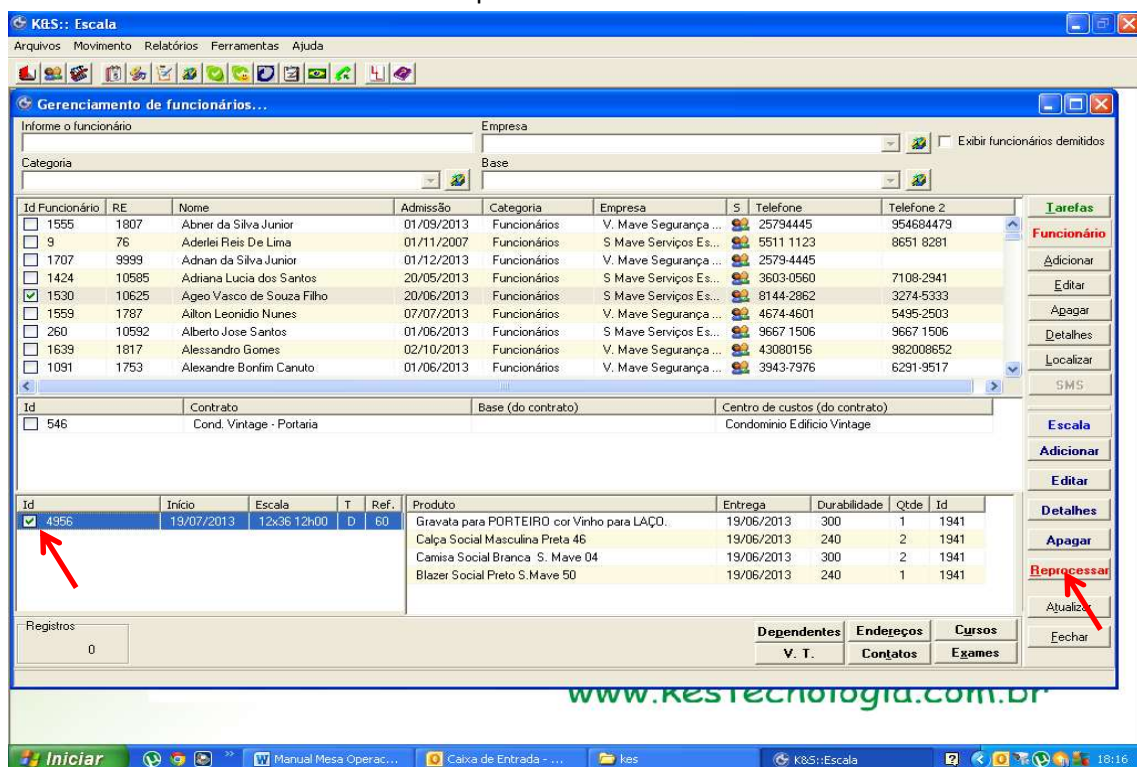 K&S:: Escala
Arquivos Movimento Relatórios Ferramentas Ajuda
Gerenciamento de funcionários...
Informe o funcionário Empresa
Exibir funcionários demitidos
Categoria Base
Id Funcionário RE Nome Admissão Categoria Empresa S Telefone Telefone 2
1555 1807 Abner da Silva Junior 01/09/2013 Funcionários V. Mave Segurança ... 25794445 954684479
9 76 Aderlei Reis De Lima 01/11/2007 Funcionários S Mave Serviços Es... 5511 1123 8651 8281
1707 9999 Adnan da Silva Junior 01/12/2013 Funcionários V. Mave Segurança ... 2579-4445
1424 10585 Adriana Lucia dos Santos 20/05/2013 Funcionários S Mave Serviços Es... 3603-0560 7108-2941
1530 10625 Ageo Vasco de Souza Filho 20/06/2013 Funcionários S Mave Serviços Es... 8144-2862 3274-5333
1559 1787 Ailton Leonidio Nunes 07/07/2013 Funcionários V. Mave Segurança ... 4674-4601 5495-2503
260 10592 Alberto Jose Santos 01/06/2013 Funcionários S Mave Serviços Es... 9667 1506 9667 1506
1639 1817 Alessandro Gomes 02/10/2013 Funcionários V. Mave Segurança ... 43080156 982008652
1091 1753 Alexandre Bonfim Canuto 01/06/2013 Funcionários V. Mave Segurança ... 3943-7976 6291-9517
Tarefas
Funcionário
Adicionar
Editar
Apagar
Detalhes
Localizar
SMS
Id Contrato Base (do contrato) Centro de custos (do contrato)
546 Cond. Vintage - Portaria Condominio Edificio Vintage
Escala
Adicionar
Editar
Detalhes
Apagar
Reprocessar
Atualizar
Fechar
Id Início Escala T Ref.
4956 19/07/2013 12x36 12h00 D 60
Produto Entrega Durabilidade Qtde Id
Gravata para PORTEIRO cor Vinho para LAÇO. 19/06/2013 300 1 1941
Calça Social Masculina Preta 46 19/06/2013 240 2 1941
Camisa Social Branca S. Mave 04 19/06/2013 300 2 1941
Blazer Social Preto S.Mave 50 19/06/2013 240 1 1941
Registros
0
Dependentes Endereços Cursos
V. T. Contatos Exames
www.kestecnologia.com.br
Iniciar Manual Mesa Operac... Caixa de Entrada - ... kes K&S::Escala 18:16